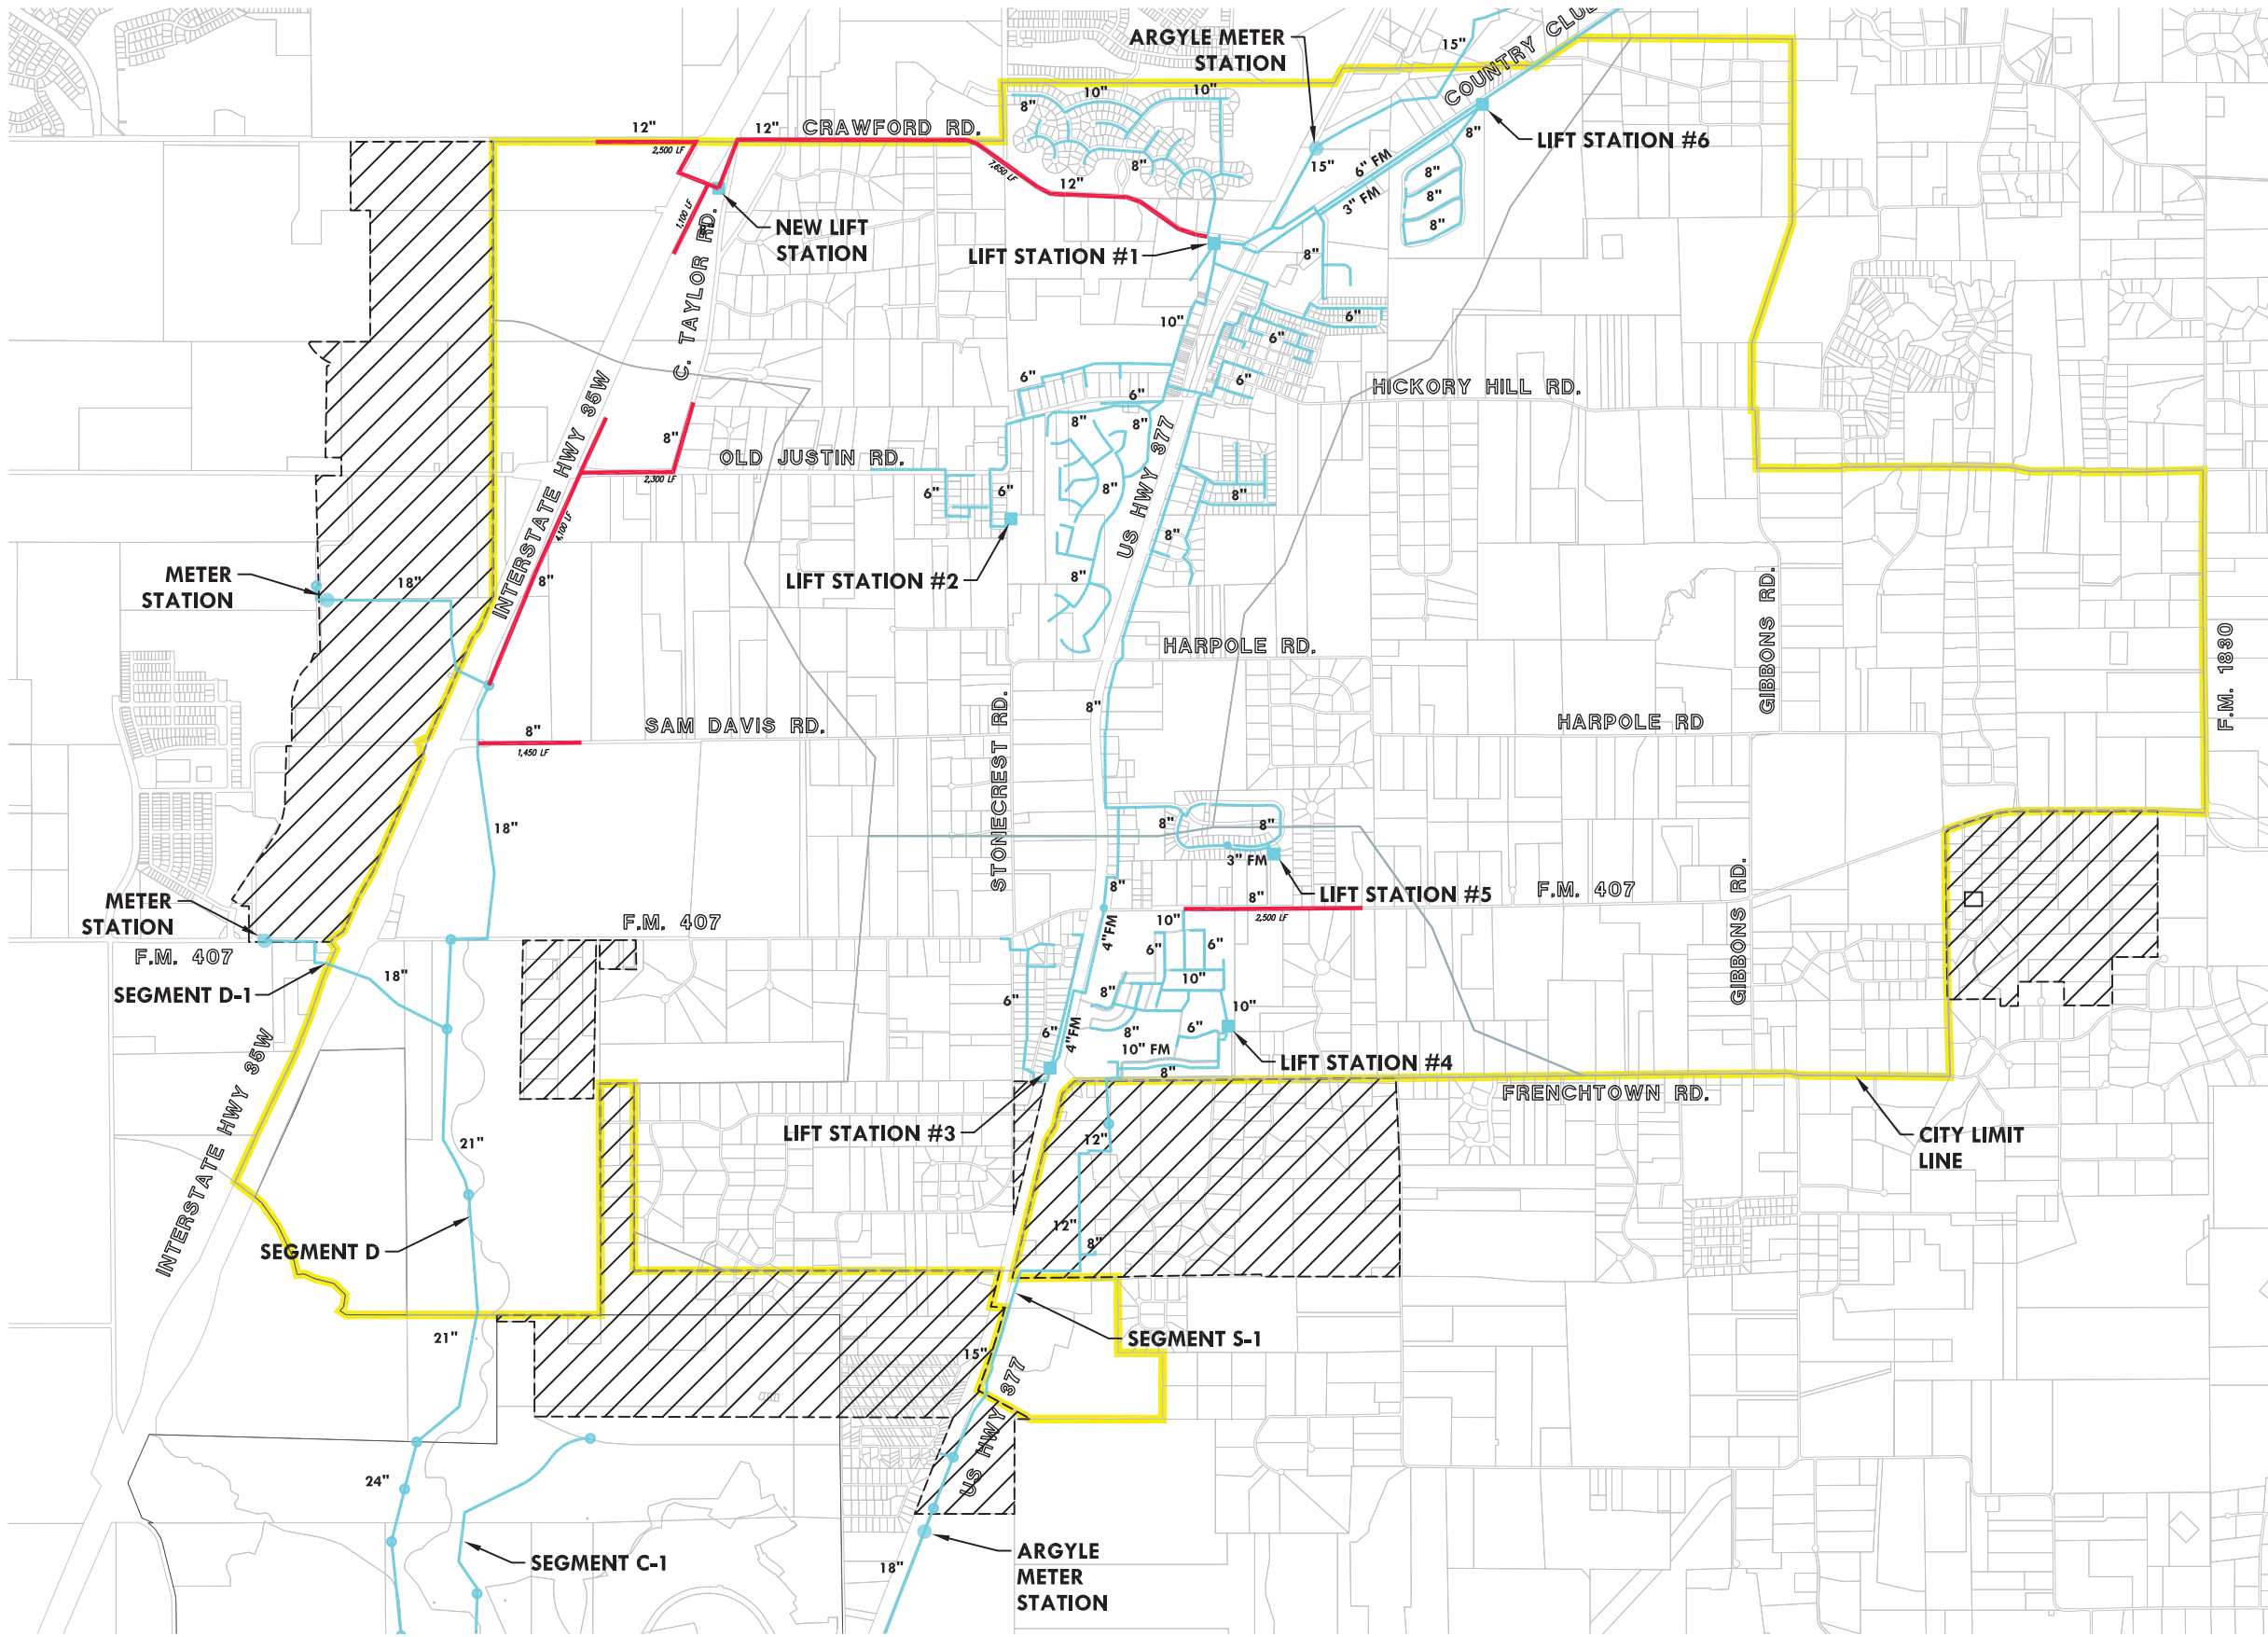 ARGYLE METER
STATION
15"
COUNTRY CLUB
10"
10"
8"
12"
12"
CRAWFORD RD.
2,500 LF
LIFT STATION #6
8"
15"
6" FM
3" FM
8"
8"
8"
8"
7,650 LF
12"
1,100 LF
C. TAYLOR RD.
NEW LIFT
STATION
LIFT STATION #1
8"
10"
6"
6"
6"
6"
6"
HICKORY HILL RD.
INTERSTATE HWY 35W
8"
8"
8"
US HWY 377
OLD JUSTIN RD.
2,300 LF
6"
6"
8"
8"
4,100 LF
8"
8"
8"
LIFT STATION #2
METER
STATION
18"
HARPOLE RD.
GIBBONS RD.
F.M. 1830
8"
8"
1,450 LF
SAM DAVIS RD.
STONECREST RD.
HARPOLE RD
18"
8"
8"
3" FM
LIFT STATION #5
8"
8"
2,500 LF
F.M. 407
GIBBONS RD.
METER
STATION
F.M. 407
F.M. 407
10"
4"FM
6"
6"
18"
SEGMENT D-1
10"
8"
6"
10"
6"
8"
6"
4"FM
10" FM
8"
LIFT STATION #4
FRENCHTOWN RD.
INTERSTATE HWY 35W
21"
LIFT STATION #3
12"
CITY LIMIT
LINE
SEGMENT D
12"
8"
21"
SEGMENT S-1
15"
US HWY 377
24"
SEGMENT C-1
18"
ARGYLE
METER
STATION